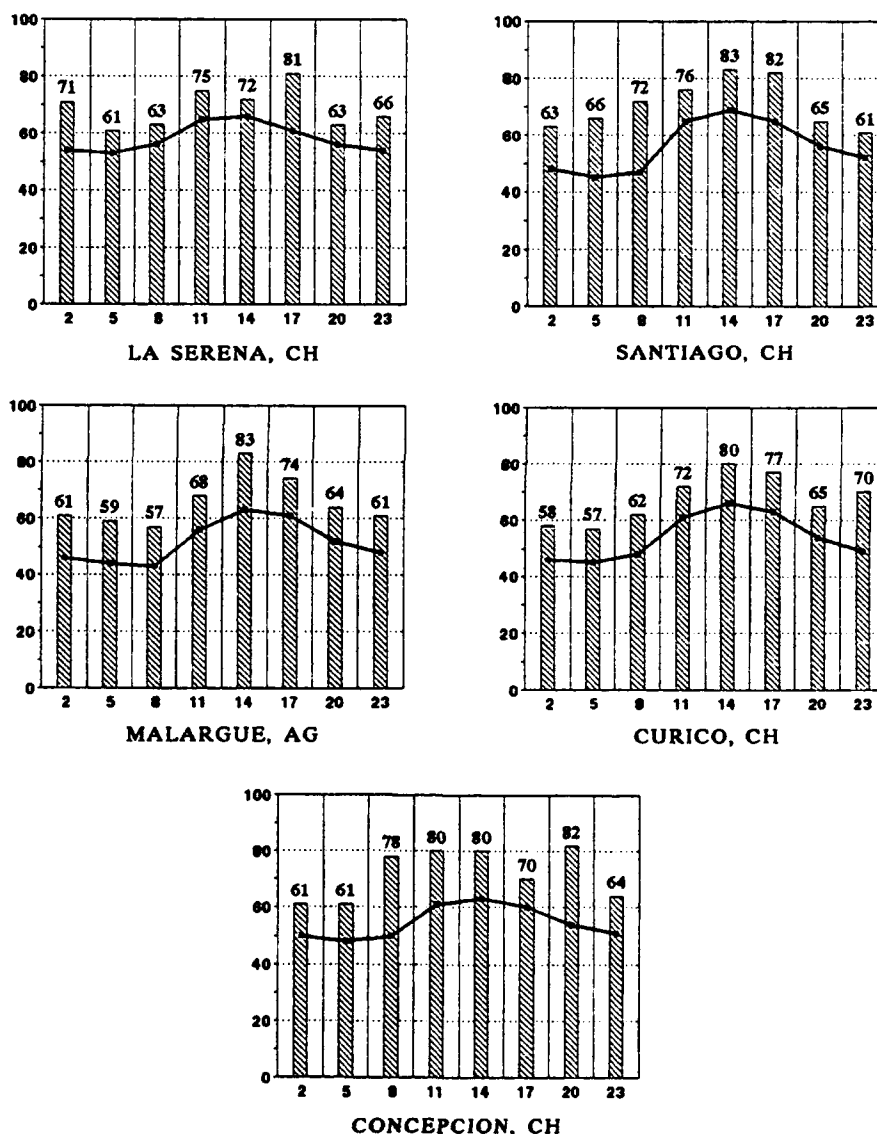 100
80
60
40
20
0
71 61 63 75 72 81 63 66
2 5 8 11 14 17 20 23
LA SERENA, CH
100
80
60
40
20
0
63 66 72 76 83 82 65 61
2 5 8 11 14 17 20 23
SANTIAGO, CH
100
80
60
40
20
0
61 59 57 68 83 74 64 61
2 5 8 11 14 17 20 23
MALARGUE, AG
100
80
60
40
20
0
58 57 62 72 80 77 65 70
2 5 8 11 14 17 20 23
CURICO, CH
100
80
60
40
20
0
61 61 78 80 80 70 82 64
2 5 8 11 14 17 20 23
CONCEPCION, CH